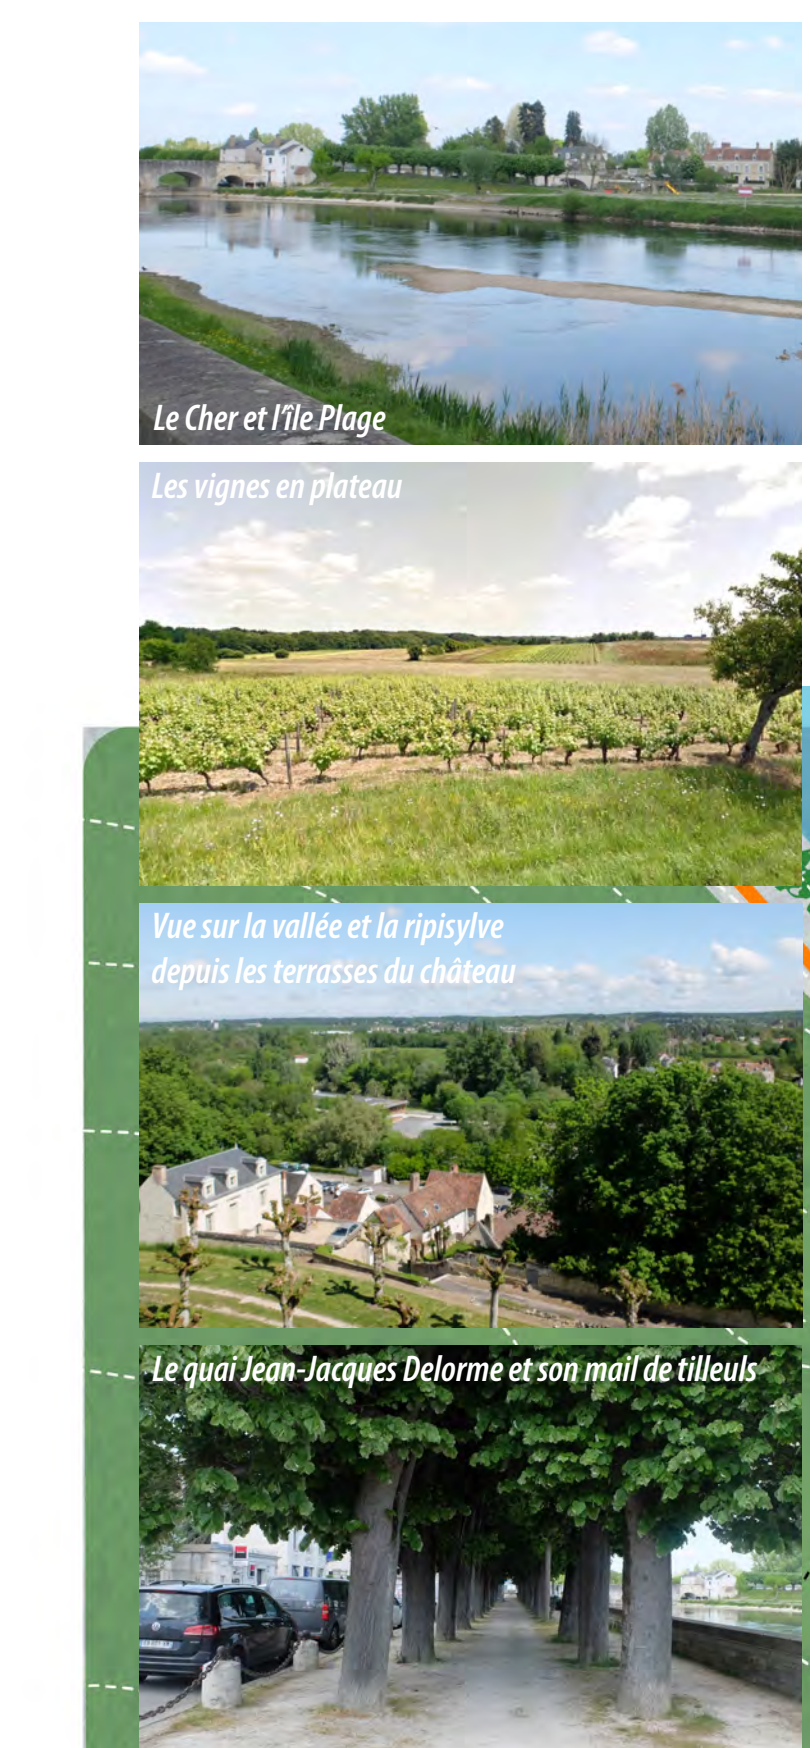 Le Cher et l'île Plage
Les vignes en plateau
Vue sur la vallée et la ripisylve
depuis les terrasses du château
Le quai Jean-Jacques Delorme et son mail de tilleuls